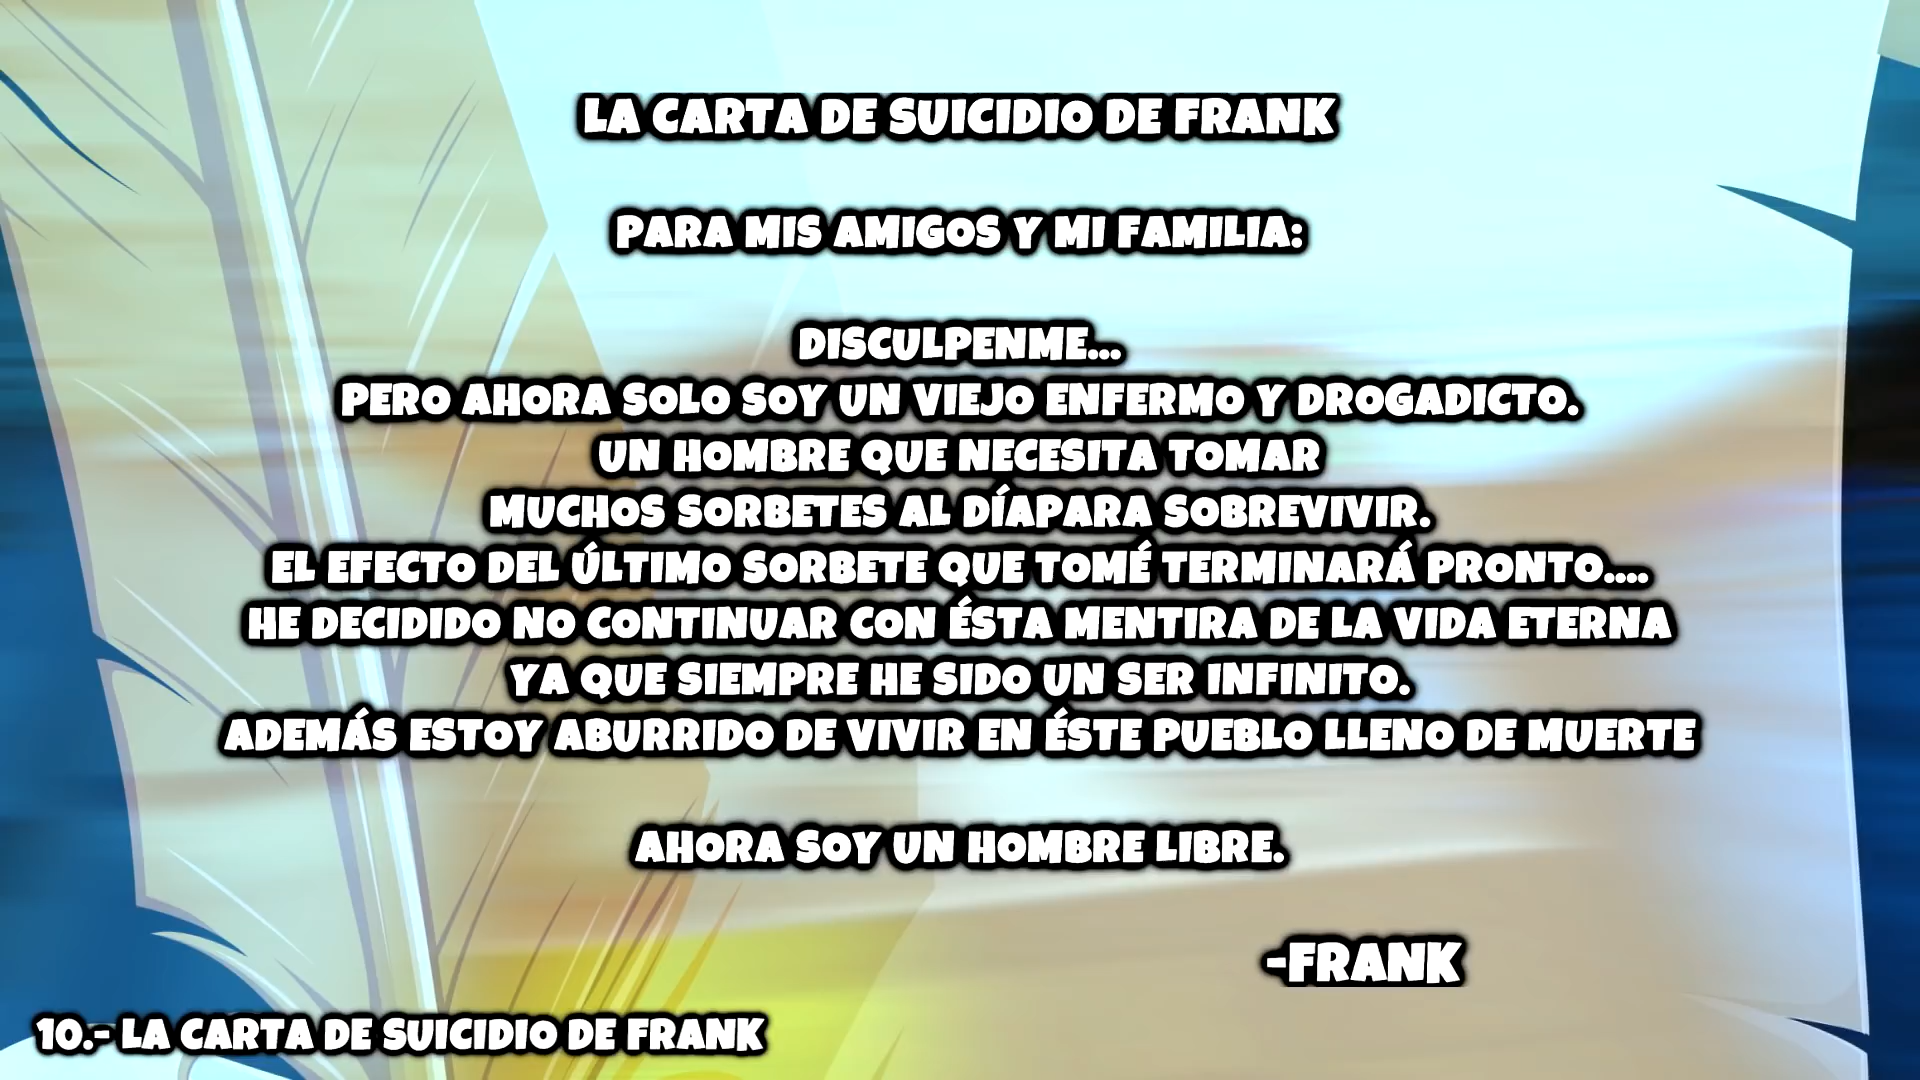 LA CARTA DE SUICIDIO DE FRANK
PARA MIS AMIGOS Y MI FAMILIA:
DISCULPENME...
PERO AHORA SOLO SOY UN VIEJO ENFERMO Y DROGADICTO.
UN HOMBRE QUE NECESITA TOMAR
MUCHOS SORBETES AL DÍAPARA SOBREVIVIR.
EL EFECTO DEL ÚLTIMO SORBETE QUE TOMÉ TERMINARÁ PRONTO....
HE DECIDIDO NO CONTINUAR CON ÉSTA MENTIRA DE LA VIDA ETERNA
YA QUE SIEMPRE HE SIDO UN SER INFINITO.
ADEMÁS ESTOY ABURRIDO DE VIVIR EN ÉSTE PUEBLO LLENO DE MUERTE
AHORA SOY UN HOMBRE LIBRE.
-FRANK
10.- LA CARTA DE SUICIDIO DE FRANK